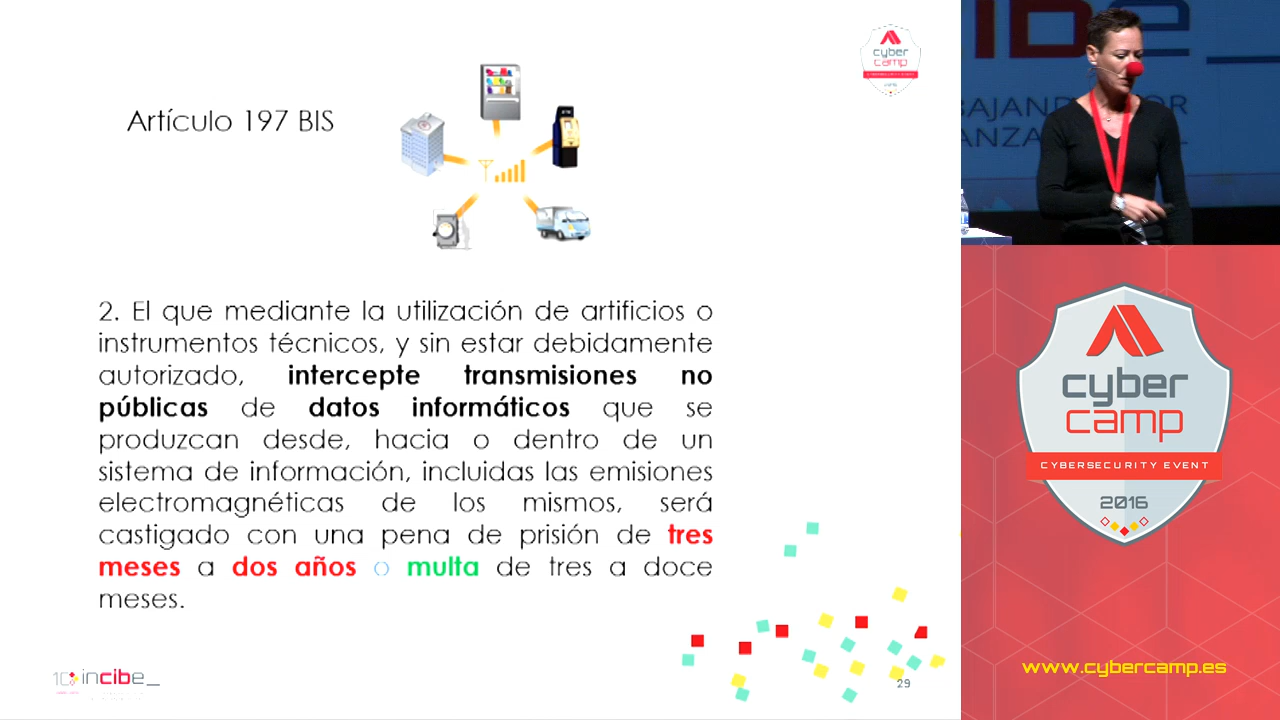 cyber
camp
Artículo 197 BIS
2. El que mediante la utilización de artificios o
instrumentos técnicos, y sin estar debidamente
autorizado, intercepte transmisiones no
públicas de datos informáticos que se
produzcan desde, hacia o dentro de un
sistema de información, incluidas las emisiones
electromagnéticas de los mismos, será
castigado con una pena de prisión de tres
meses a dos años o multa de tres a doce
meses.
10 incibe_
29
cyber
camp
CYBERSECURITY EVENT
2016
www.cybercamp.es